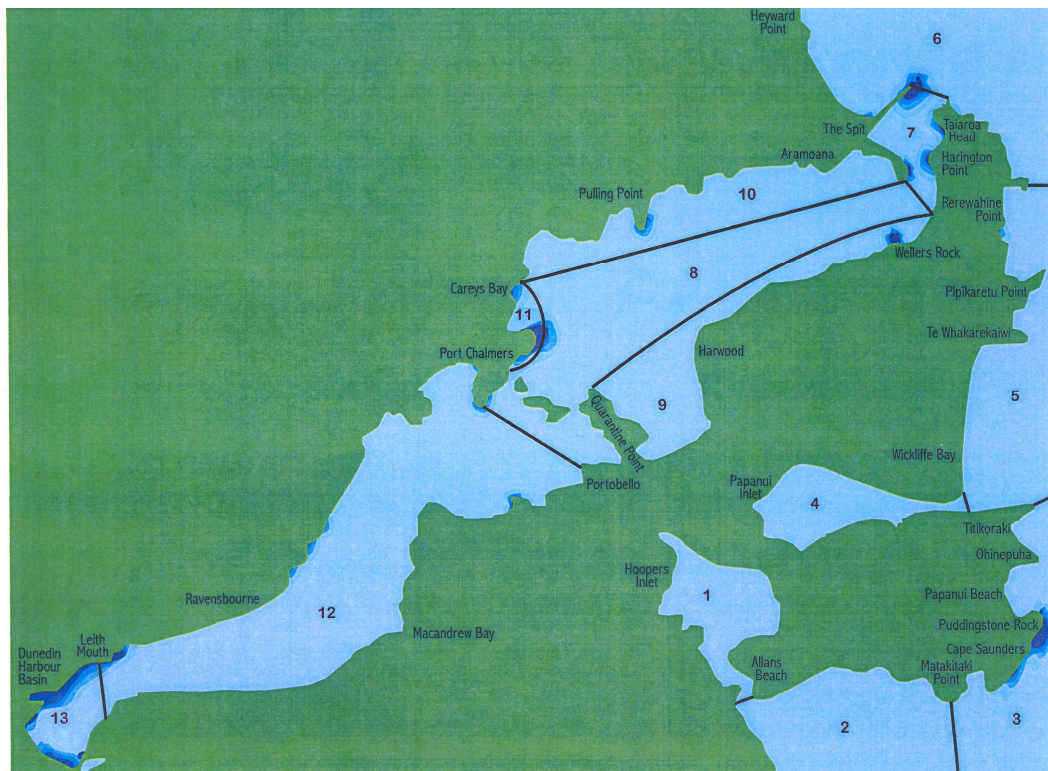 Heyward
Point
6
The Spit
7
Taiaroa
Head
Aramoana
Harington
Point
Pulling Point
10
Rerewahine
Point
Wellers Rock
8
Careys Bay
Pipikaretu Point
11
Te Whakarekaiwi
Port Chalmers
Harwood
5
9
Quarantine Point
Wickliffe Bay
Portobello
Papanui
Inlet
4
Titikoraki
Ohinepuha
Hoopers
Inlet
1
Papanui Beach
Ravensbourne
12
Puddingstone Rock
Macandrew Bay
Leith
Mouth
Cape Saunders
Dunedin
Harbour
Basin
Allans
Beach
Matakitaki
Point
13
2
3